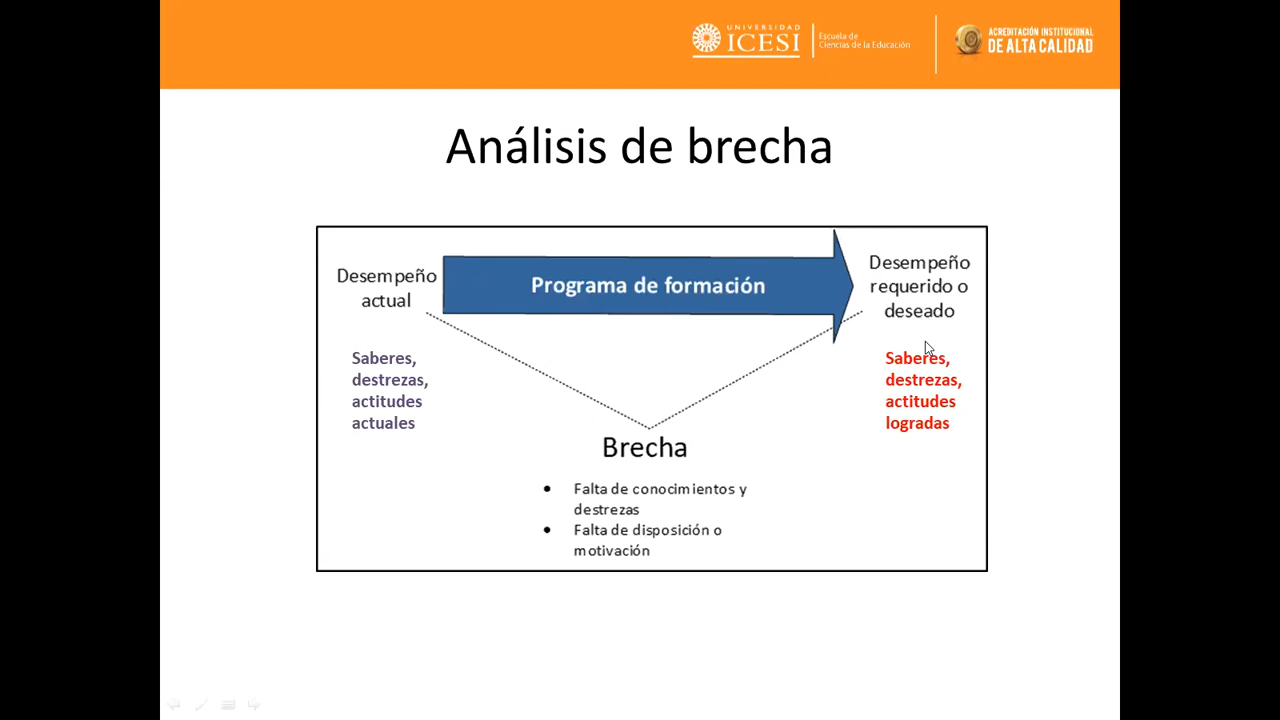 UNIVERSIDAD
ICESI
Escuela de
Ciencias de la Educación
ACREDITACIÓN INSTITUCIONAL
DE ALTA CALIDAD
Análisis de brecha
Desempeño
actual
Programa de formación
Desempeño
requerido o
deseado
Saberes,
destrezas,
actitudes
actuales
Saberes,
destrezas,
actitudes
logradas
Brecha
• Falta de conocimientos y
destrezas
• Falta de disposición o
motivación